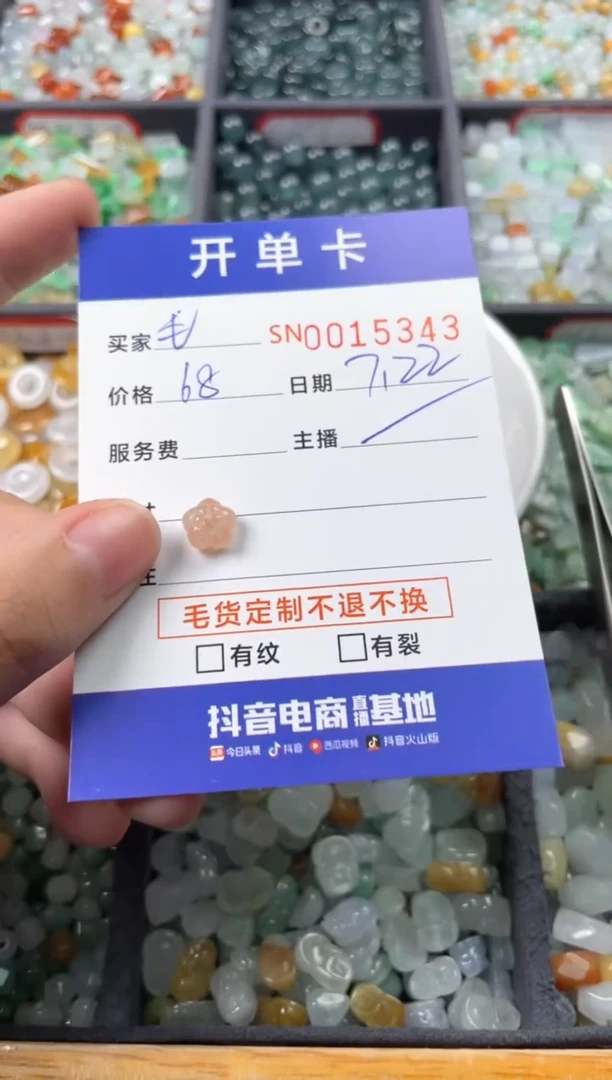 开单卡
买家 毛 SN0015343
价格 68 日期 7.22
服务费 主播
注
毛货定制不退不换
□有纹 □有裂
抖音电商直播基地
今日头条 抖音 西瓜视频 抖音火山版